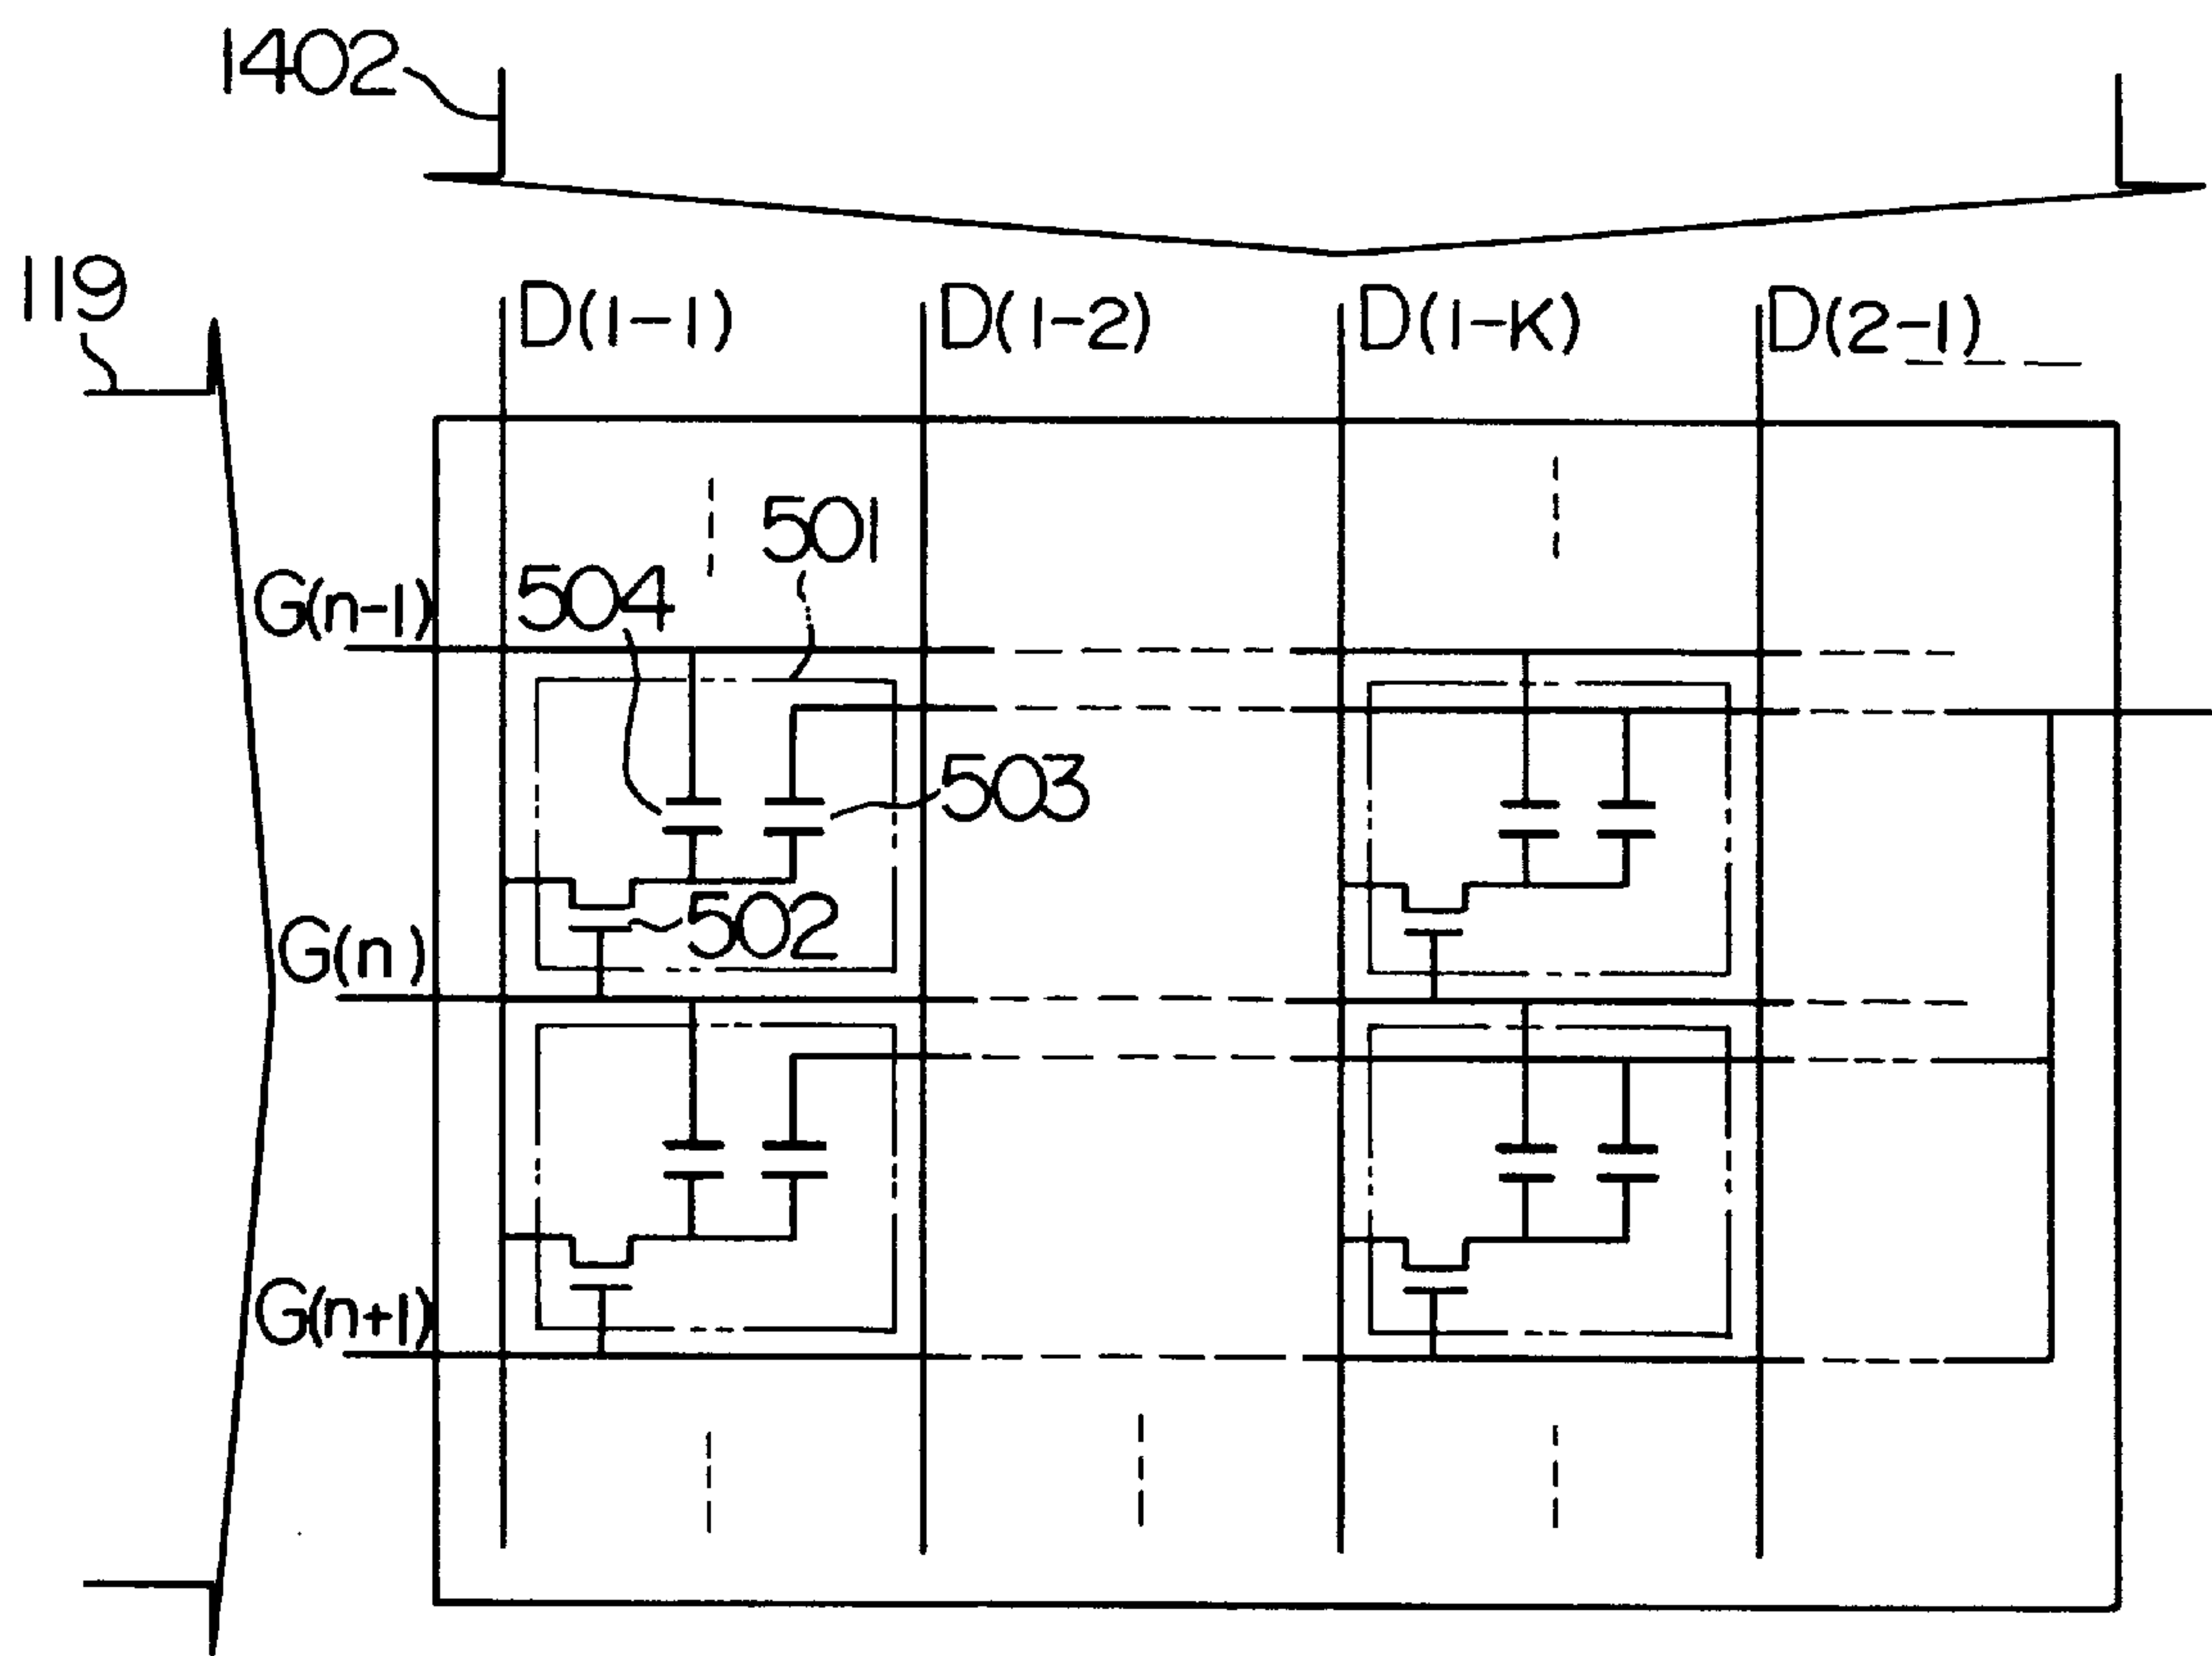 1402
119
D(1-1) D(1-2) D(1-K) D(2-1)
501
504
G(n-1)
503
502
G(n)
G(n+1)